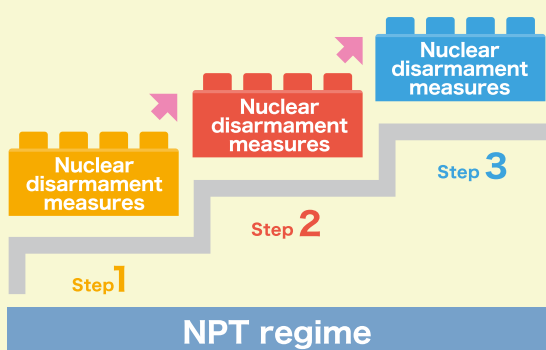 Nuclear
disarmament
measures
Step 1
Nuclear
disarmament
measures
Step 2
Nuclear
disarmament
measures
Step 3
NPT regime